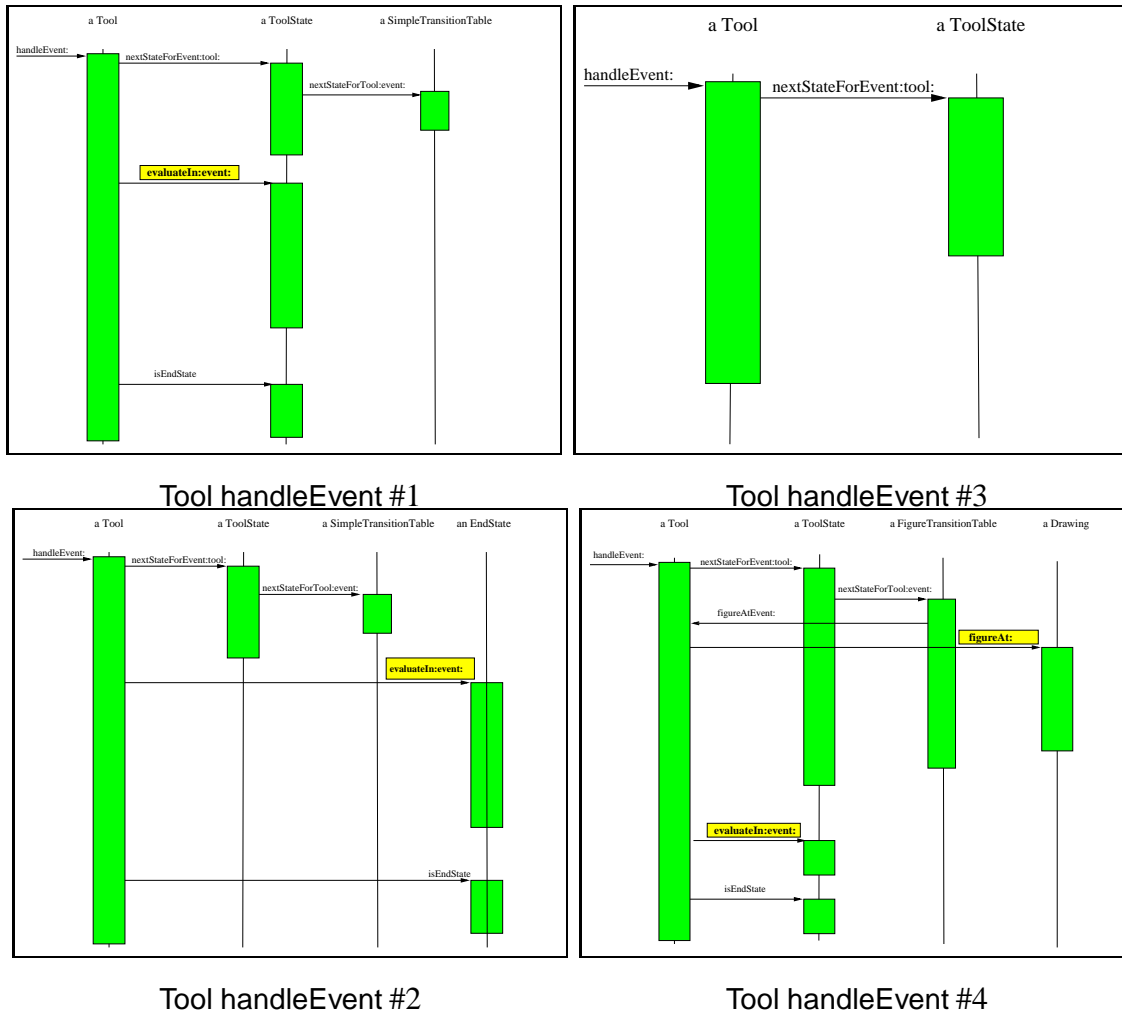 a Tool a ToolState a SimpleTransitionTable
handleEvent:
nextStateForEvent:tool:
nextStateForTool:event:
evaluateIn:event:
isEndState
Tool handleEvent #1
a Tool a ToolState
handleEvent:
nextStateForEvent:tool:
Tool handleEvent #3
a Tool a ToolState a SimpleTransitionTable an EndState
handleEvent:
nextStateForEvent:tool:
nextStateForTool:event:
evaluateIn:event:
isEndState
Tool handleEvent #2
a Tool a ToolState a FigureTransitionTable a Drawing
handleEvent:
nextStateForEvent:tool:
nextStateForTool:event:
figureAtEvent:
figureAt:
evaluateIn:event:
isEndState
Tool handleEvent #4